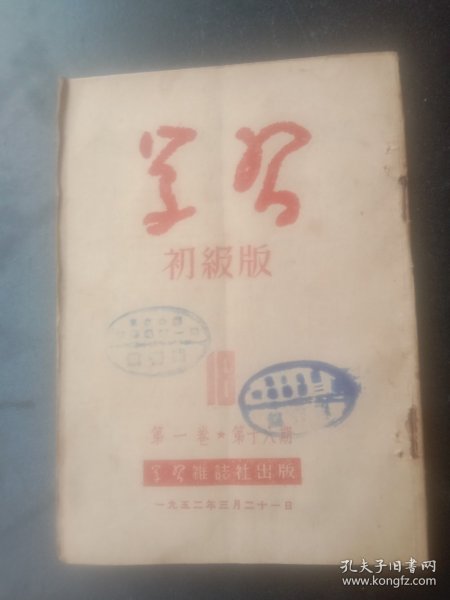 学习
初級版
18
第一卷★第十八期
学习雜誌社出版
一九五二年三月二十一日
孔夫子旧书网
www.kongfz.com